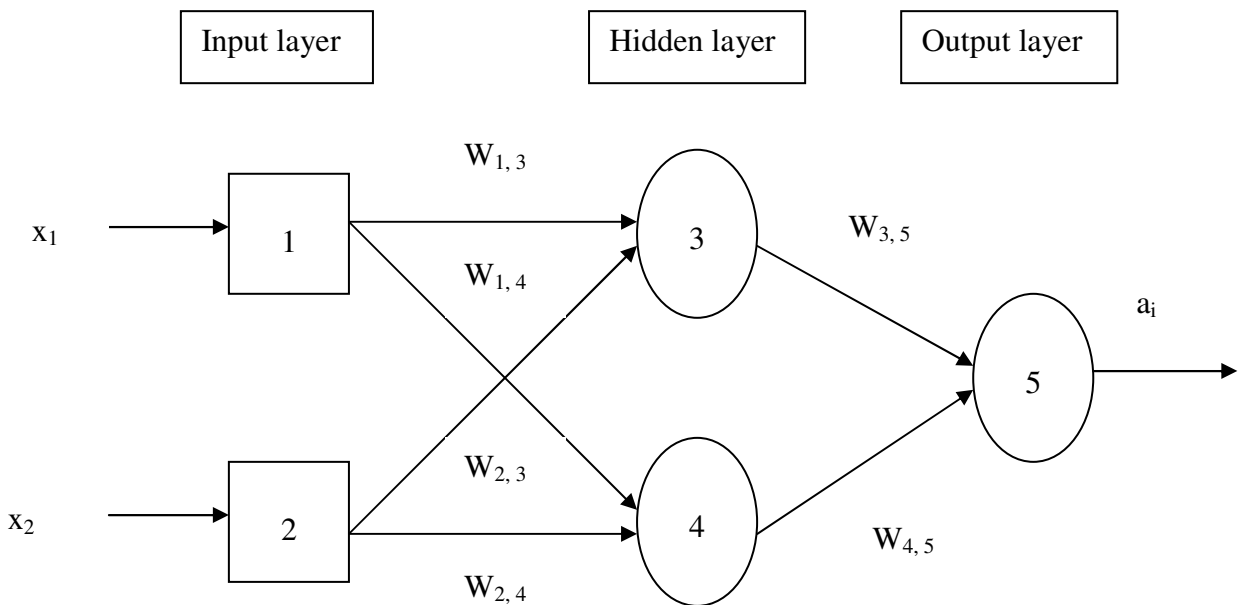 Input layer
Hidden layer
Output layer
W1, 3
x1
1
3
W3, 5
W1, 4
ai
5
W2, 3
x2
2
4
W4, 5
W2, 4